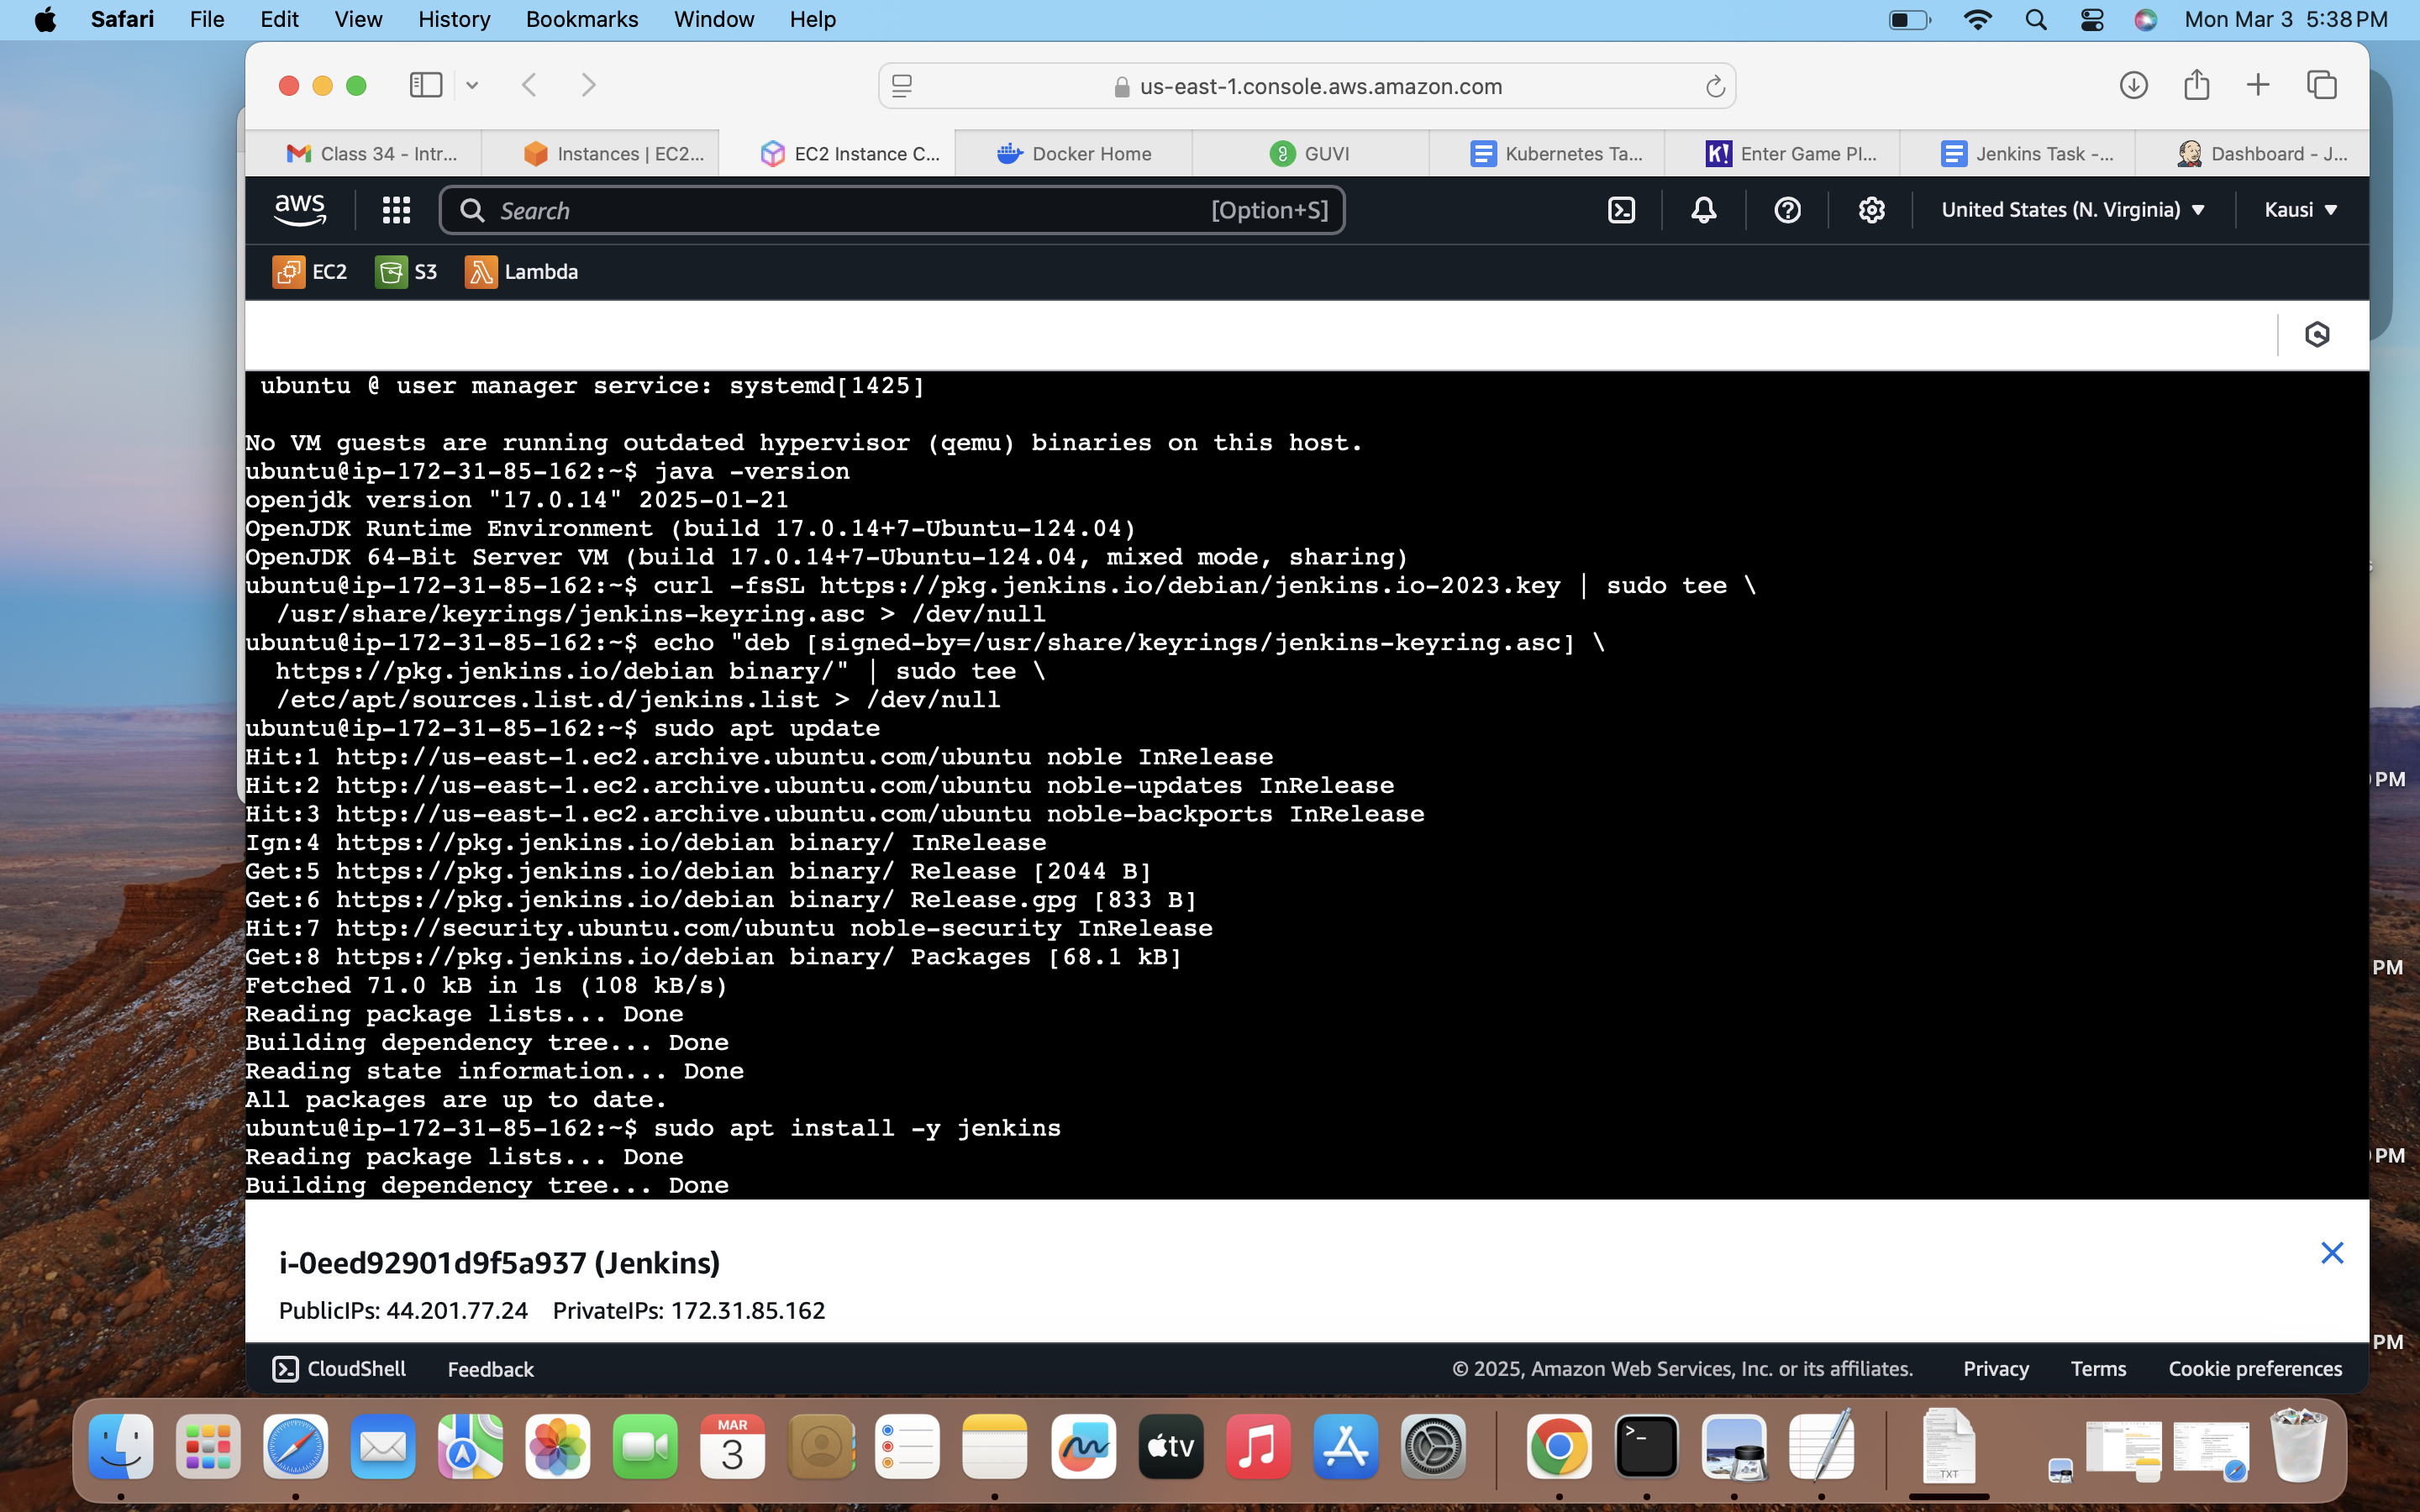 Safari File Edit View History Bookmarks Window Help Mon Mar 3 5:38 PM
us-east-1.console.aws.amazon.com
Class 34 - Intr... Instances | EC2... EC2 Instance C... Docker Home GUVI Kubernetes Ta... Enter Game Pl... Jenkins Task -... Dashboard - J...
aws Search [Option+S] United States (N. Virginia) Kausi
EC2 S3 Lambda
ubuntu @ user manager service: systemd[1425]
No VM guests are running outdated hypervisor (qemu) binaries on this host.
ubuntu@ip-172-31-85-162:~$ java -version
openjdk version "17.0.14" 2025-01-21
OpenJDK Runtime Environment (build 17.0.14+7-Ubuntu-124.04)
OpenJDK 64-Bit Server VM (build 17.0.14+7-Ubuntu-124.04, mixed mode, sharing)
ubuntu@ip-172-31-85-162:~$ curl -fsSL https://pkg.jenkins.io/debian/jenkins.io-2023.key | sudo tee \
/usr/share/keyrings/jenkins-keyring.asc > /dev/null
ubuntu@ip-172-31-85-162:~$ echo "deb [signed-by=/usr/share/keyrings/jenkins-keyring.asc] \
https://pkg.jenkins.io/debian binary/" | sudo tee \
/etc/apt/sources.list.d/jenkins.list > /dev/null
ubuntu@ip-172-31-85-162:~$ sudo apt update
Hit:1 http://us-east-1.ec2.archive.ubuntu.com/ubuntu noble InRelease
Hit:2 http://us-east-1.ec2.archive.ubuntu.com/ubuntu noble-updates InRelease
Hit:3 http://us-east-1.ec2.archive.ubuntu.com/ubuntu noble-backports InRelease
Ign:4 https://pkg.jenkins.io/debian binary/ InRelease
Get:5 https://pkg.jenkins.io/debian binary/ Release [2044 B]
Get:6 https://pkg.jenkins.io/debian binary/ Release.gpg [833 B]
Hit:7 http://security.ubuntu.com/ubuntu noble-security InRelease
Get:8 https://pkg.jenkins.io/debian binary/ Packages [68.1 kB]
Fetched 71.0 kB in 1s (108 kB/s)
Reading package lists... Done
Building dependency tree... Done
Reading state information... Done
All packages are up to date.
ubuntu@ip-172-31-85-162:~$ sudo apt install -y jenkins
Reading package lists... Done
Building dependency tree... Done
PM
PM
PM
PM
i-0eed92901d9f5a937 (Jenkins)
PublicIPs: 44.201.77.24 PrivateIPs: 172.31.85.162
CloudShell Feedback © 2025, Amazon Web Services, Inc. or its affiliates. Privacy Terms Cookie preferences
MAR
3
tv
TXT